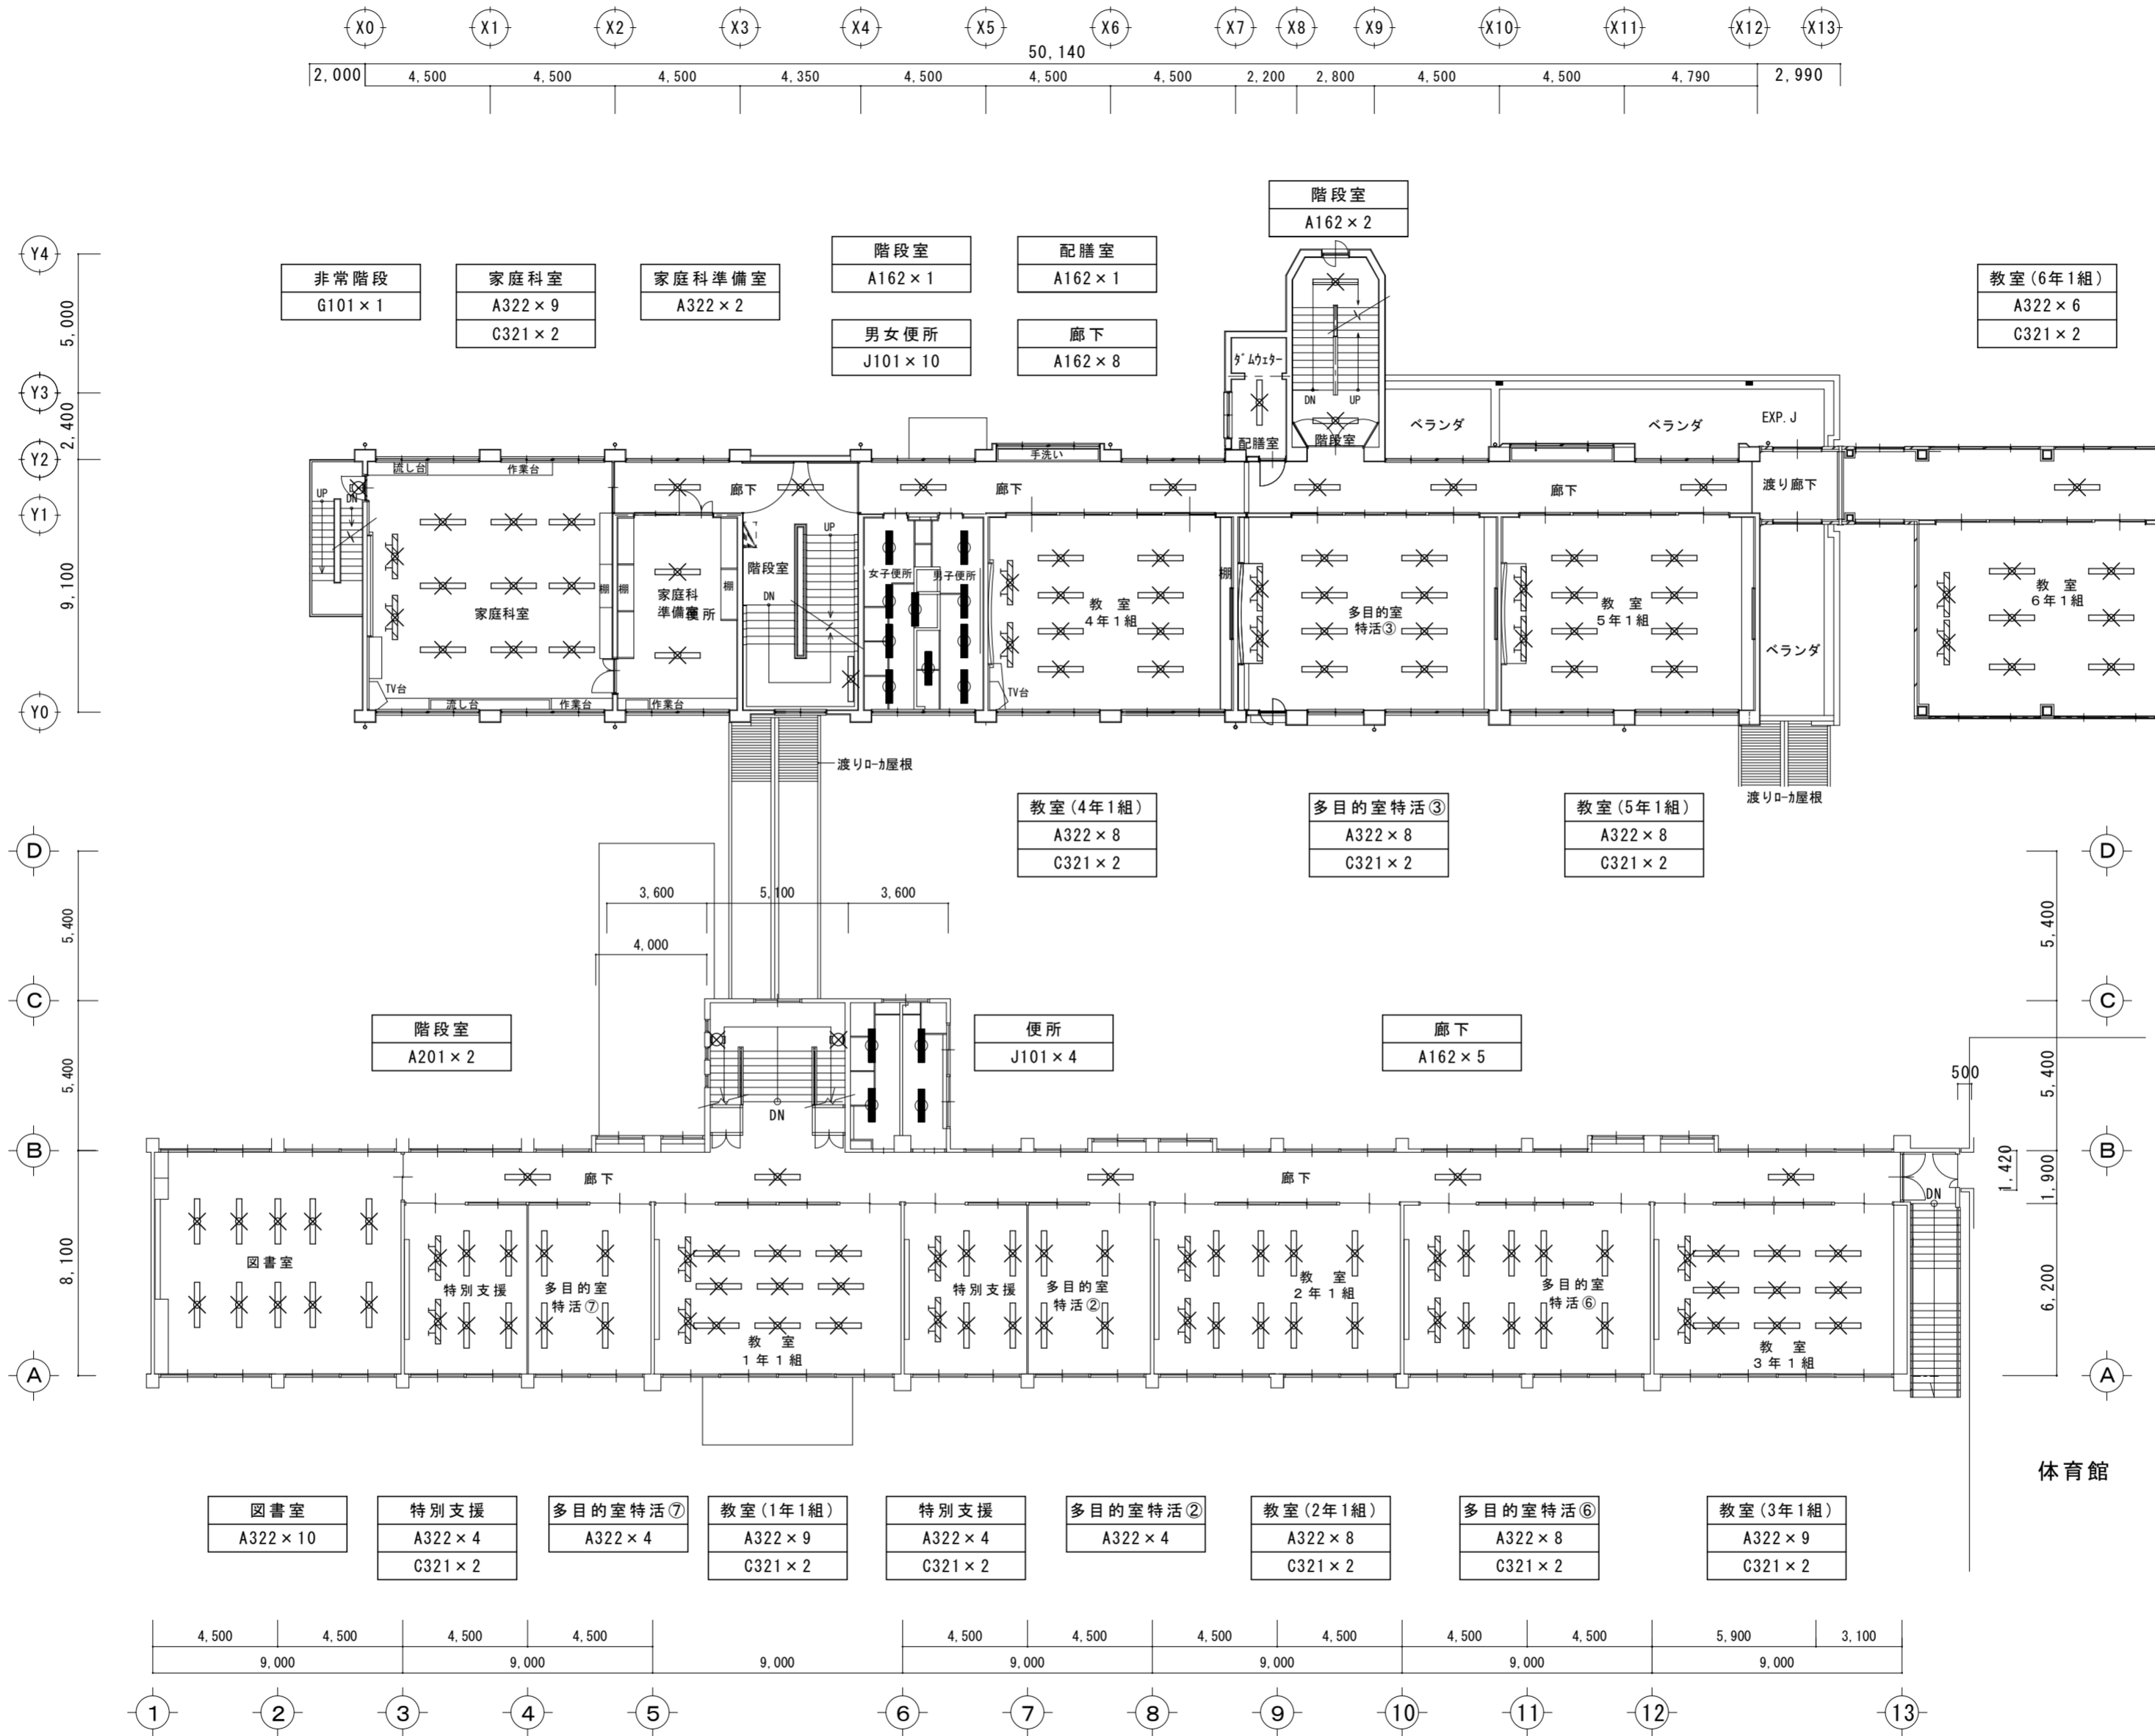 X0 X1 X2 X3 X4 X5 X6 X7 X8 X9 X10 X11 X12 X13
50,140
2,000 4,500 4,500 4,500 4,350 4,500 4,500 4,500 2,200 2,800 4,500 4,500 4,790 2,990
階段室
A162×2
Y4
非常階段
G101×1
家庭科室
A322×9
C321×2
家庭科準備室
A322×2
階段室
A162×1
配膳室
A162×1
男女便所
J101×10
廊下
A162×8
教室(6年1組)
A322×6
C321×2
5,000
Y3
2,400
Y2
Y1
9,100
Y0
ダムウェター
DN UP
配膳室
階段室
ベランダ
ベランダ
EXP.J
流し台
作業台
手洗い
UP
DN
廊下
廊下
廊下
渡り廊下
UP
階段室
DN
女子便所
男子便所
棚
棚
棚
棚
家庭科室
家庭科
準備室
便所
教 室
4年1組
多目的室
特活③
教 室
5年1組
教 室
6年1組
ベランダ
TV台
流し台
作業台
作業台
TV台
渡りローカ屋根
渡りローカ屋根
教室(4年1組)
A322×8
C321×2
多目的室特活③
A322×8
C321×2
教室(5年1組)
A322×8
C321×2
D
D
3,600 5,100 3,600
4,000
5,400
5,400
C
C
階段室
A201×2
便所
J101×4
廊下
A162×5
5,400
5,400
500
DN
B
B
1,420
1,900
廊下
廊下
DN
8,100
6,200
図書室
特別支援
多目的室
特活⑦
教 室
1年1組
特別支援
多目的室
特活②
教 室
2年1組
多目的室
特活⑥
教 室
3年1組
A
A
体育館
図書室
A322×10
特別支援
A322×4
C321×2
多目的室特活⑦
A322×4
教室(1年1組)
A322×9
C321×2
特別支援
A322×4
C321×2
多目的室特活②
A322×4
教室(2年1組)
A322×8
C321×2
多目的室特活⑥
A322×8
C321×2
教室(3年1組)
A322×9
C321×2
4,500 4,500 4,500 4,500 4,500 4,500 4,500 4,500 4,500 4,500 5,900 3,100
9,000 9,000 9,000 9,000 9,000 9,000 9,000
1 2 3 4 5 6 7 8 9 10 11 12 13